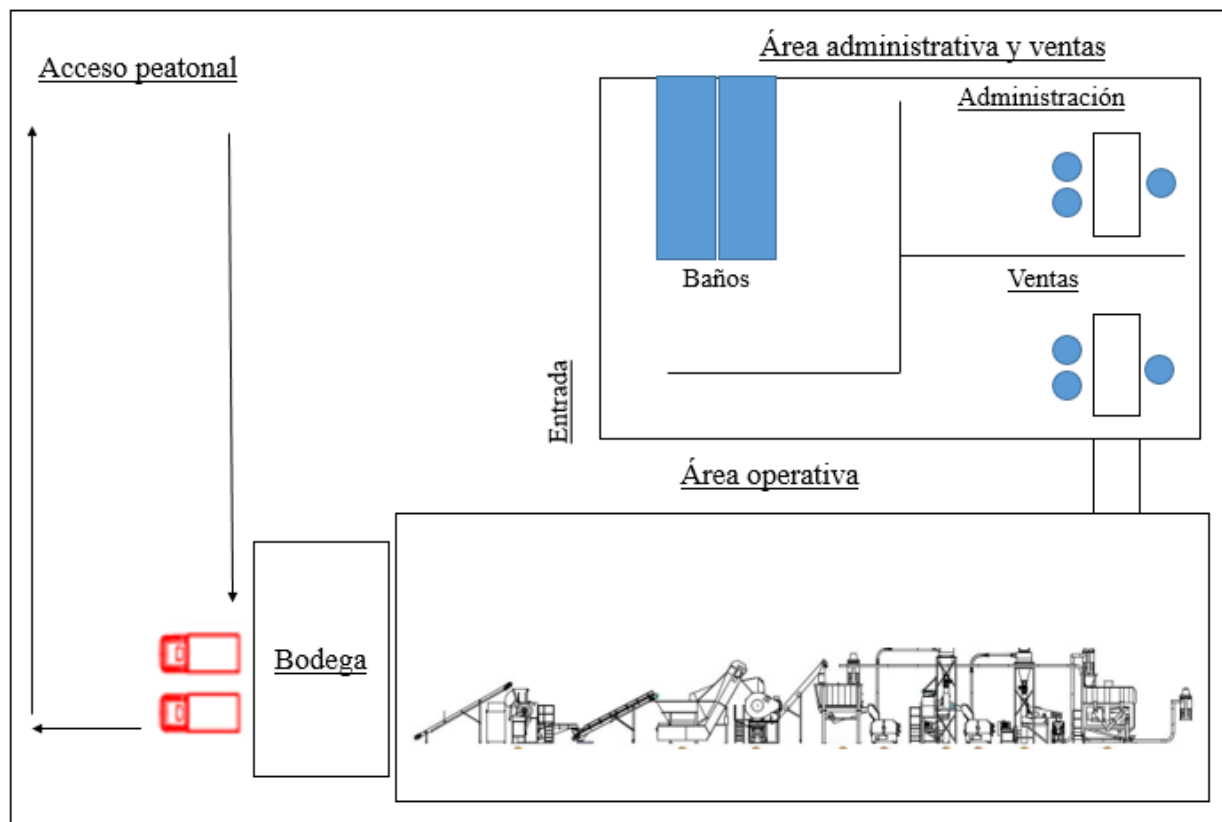 Acceso peatonal
Área administrativa y ventas
Administración
Baños
Ventas
Entrada
Área operativa
Bodega